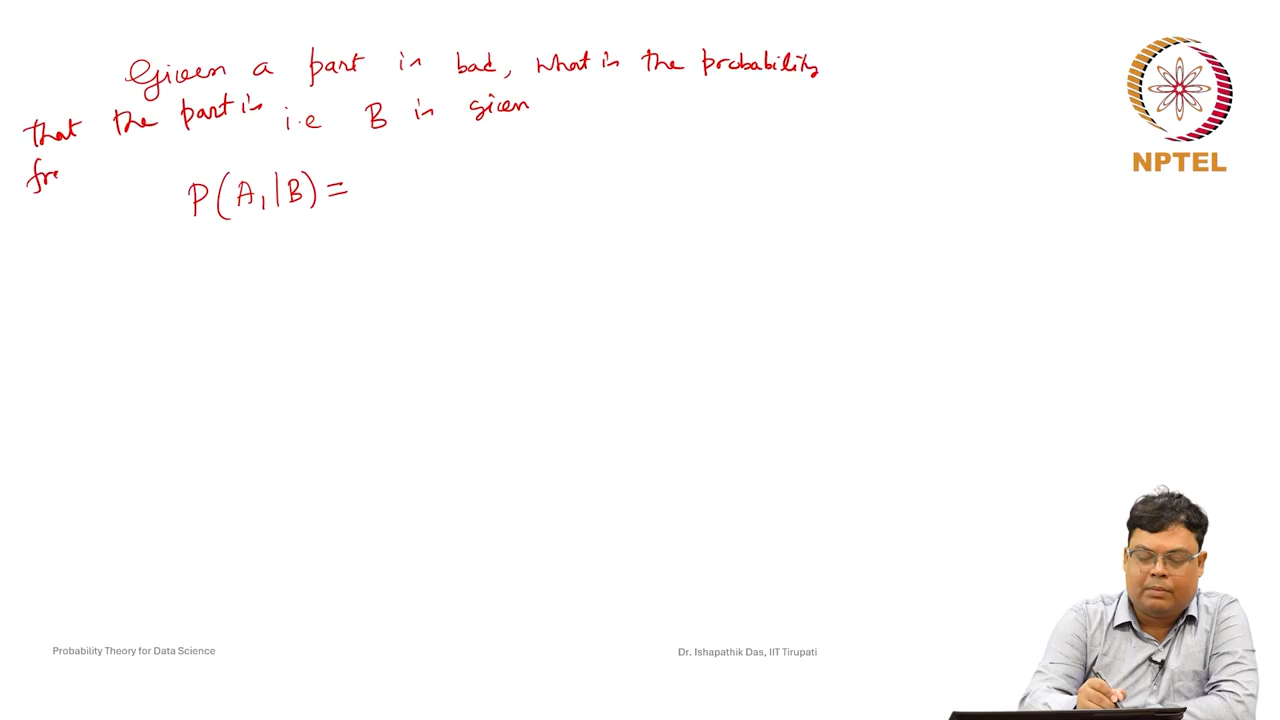 Given a part is bad, what is the probability
that the part is i.e B is given
fr
P(A₁|B) =
NPTEL
Probability Theory for Data Science
Dr. Ishapathik Das, IIT Tirupati